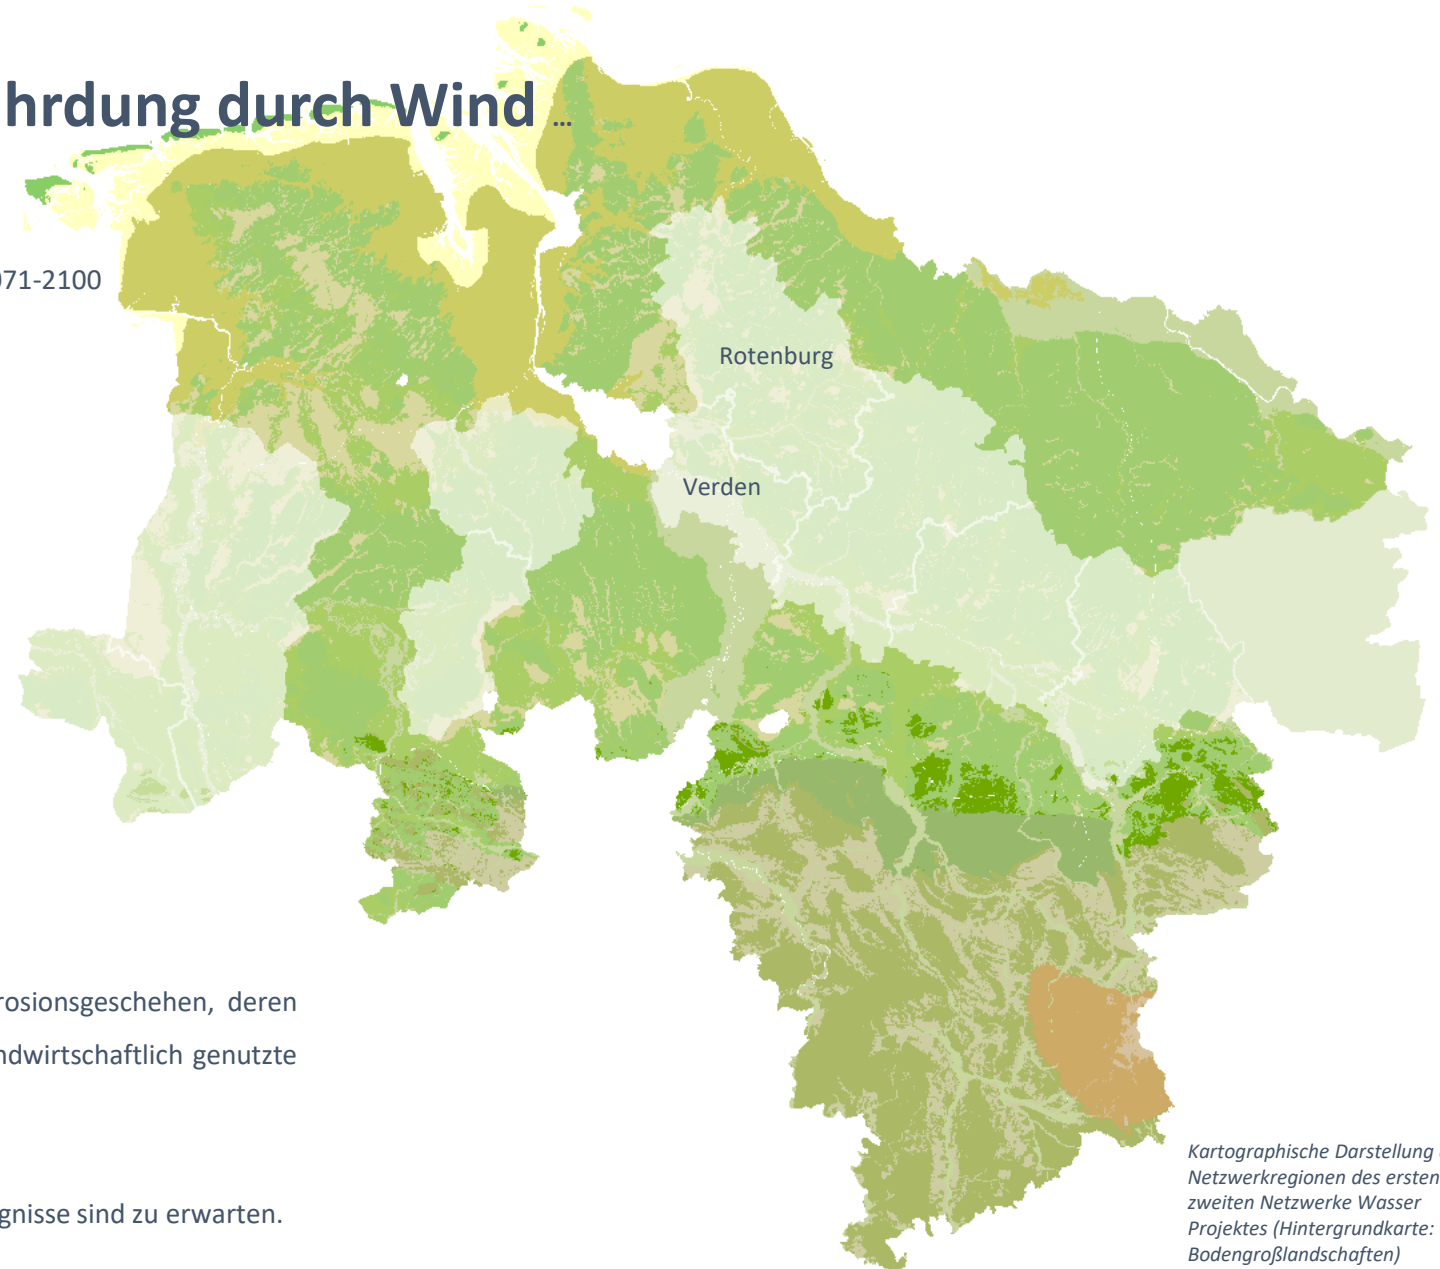 hrdung durch Wind ...
071-2100
Rotenburg
Verden
rosionsgeschehen, deren
ndwirtschaftlich genutzte
gnisse sind zu erwarten.
Kartographische Darstellung
Netzwerkregionen des ersten
zweiten Netzwerke Wasser
Projektes (Hintergrundkarte:
Bodengroßlandschaften)